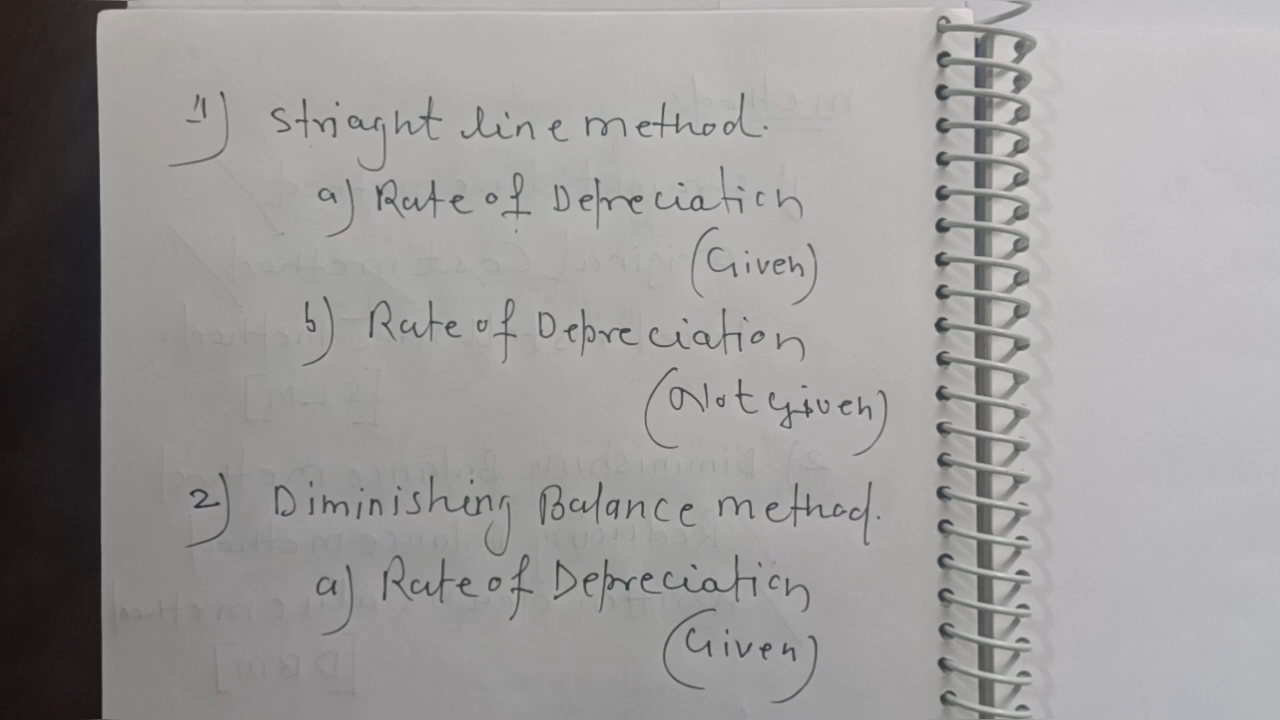 1) Striaght line method.
a) Rate of Depreciation
(Given)
b) Rate of Depreciation
(Not given)
2) Diminishing Balance method.
a) Rate of Depreciation
(Given)